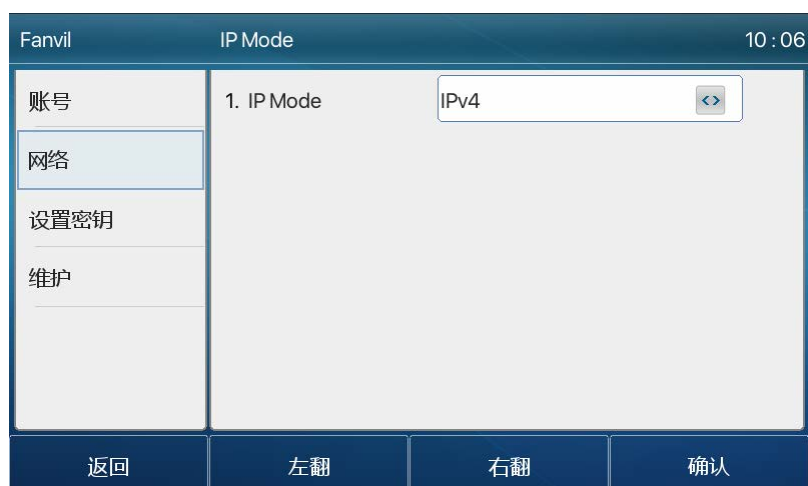 Fanvil IP Mode 10:06
账号
网络
设置密钥
维护
1. IP Mode IPv4
返回 左翻 右翻 确认